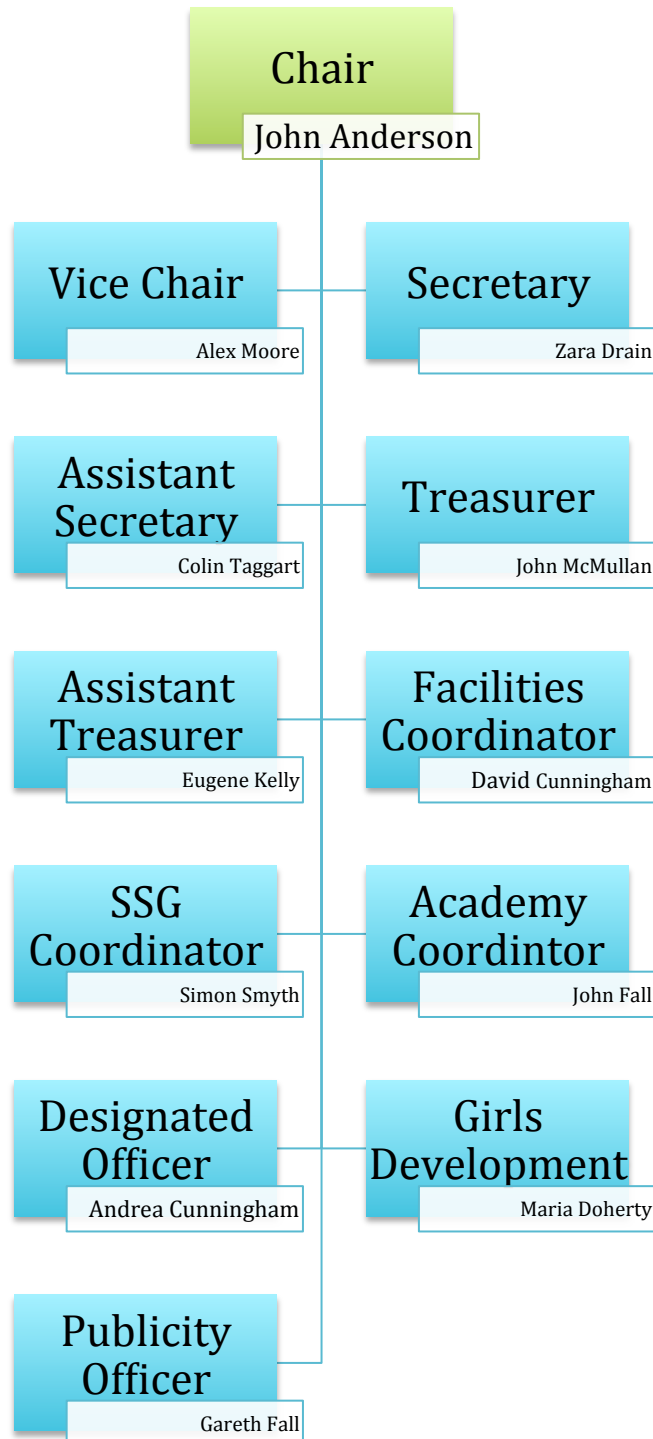 Chair
John Anderson
Vice Chair
Alex Moore
Secretary
Zara Drain
Assistant
Secretary
Colin Taggart
Treasurer
John McMullan
Assistant
Treasurer
Eugene Kelly
Facilities
Coordinator
David Cunningham
SSG
Coordinator
Simon Smyth
Academy
Coordintor
John Fall
Designated
Officer
Andrea Cunningham
Girls
Development
Maria Doherty
Publicity
Officer
Gareth Fall